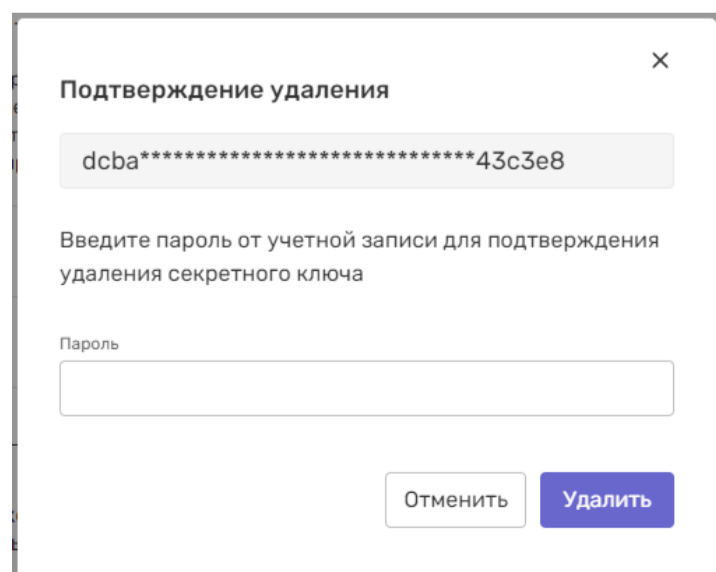 Подтверждение удаления
dcba******************************43c3e8
Введите пароль от учетной записи для подтверждения
удаления секретного ключа
Пароль
Отменить
Удалить